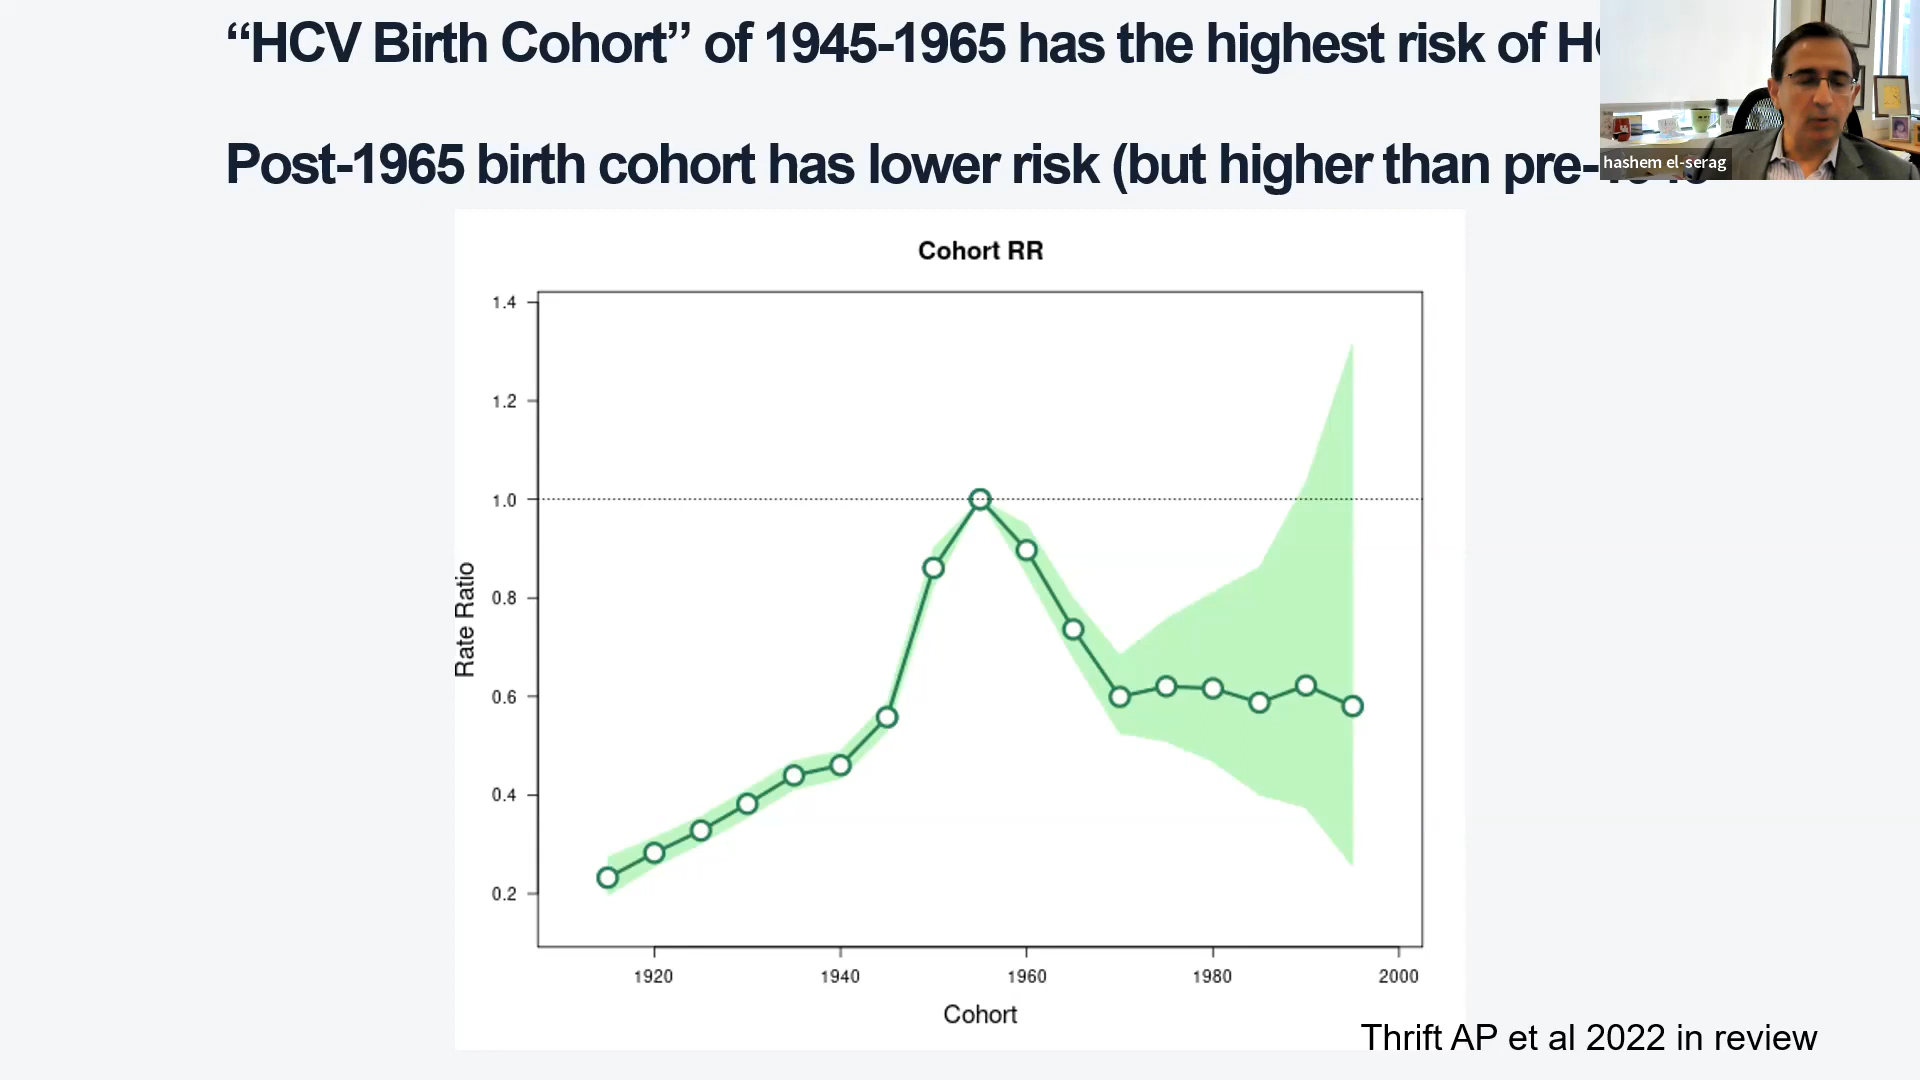 “HCV Birth Cohort” of 1945-1965 has the highest risk of
hashem el-serag
Post-1965 birth cohort has lower risk (but higher than
Cohort RR
1.4
1.2
1.0
0.8
0.6
0.4
0.2
Rate Ratio
1920 1940 1960 1980 2000
Cohort
Thrift AP et al 2022 in review